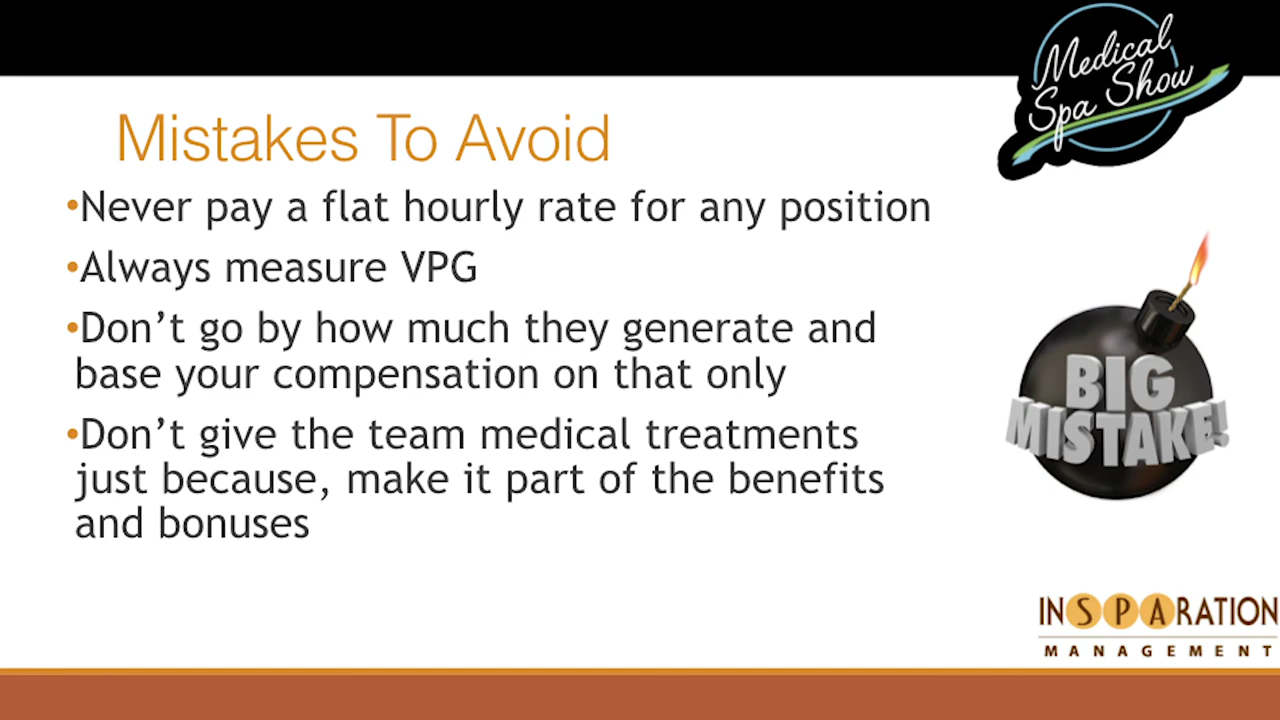 Medical
Spa Show
Mistakes To Avoid
•Never pay a flat hourly rate for any position
•Always measure VPG
•Don’t go by how much they generate and
base your compensation on that only
•Don’t give the team medical treatments
just because, make it part of the benefits
and bonuses
BIG
MISTAKE!
INSPARATION
MANAGEMENT